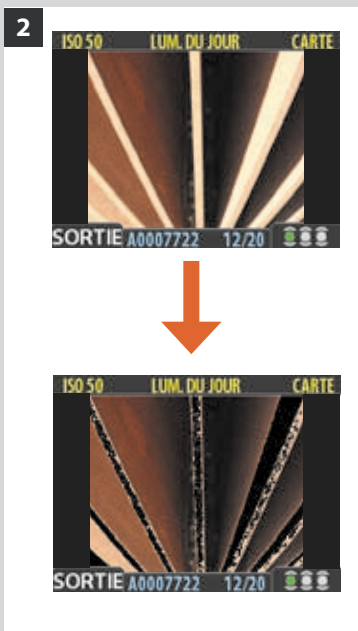 2
ISO 50 LUM. DU JOUR CARTE
SORTIE A0007722 12/20
ISO 50 LUM. DU JOUR CARTE
SORTIE A0007722 12/20